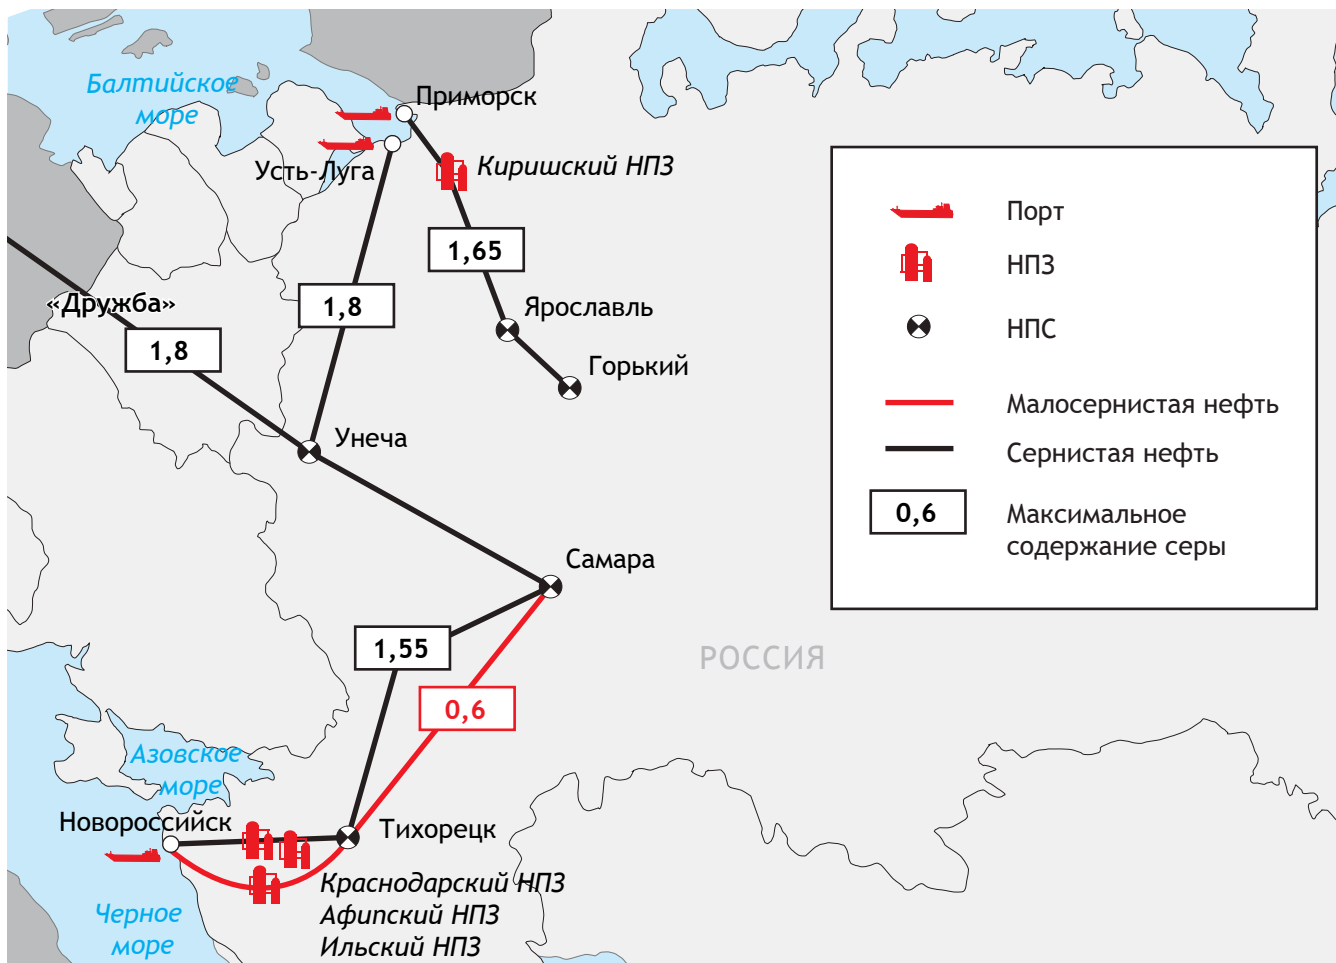 Балтийское
море
Приморск
Усть-Луга
Киришский НПЗ
1,65
«Дружба»
1,8
1,8
Ярославль
Горький
Унеча
Самара
1,55
0,6
РОССИЯ
Азовское
море
Новороссийск
Тихорецк
Краснодарский НПЗ
Афипский НПЗ
Ильский НПЗ
Черное
море
Порт
НПЗ
НПС
Малосернистая нефть
Сернистая нефть
0,6
Максимальное
содержание серы